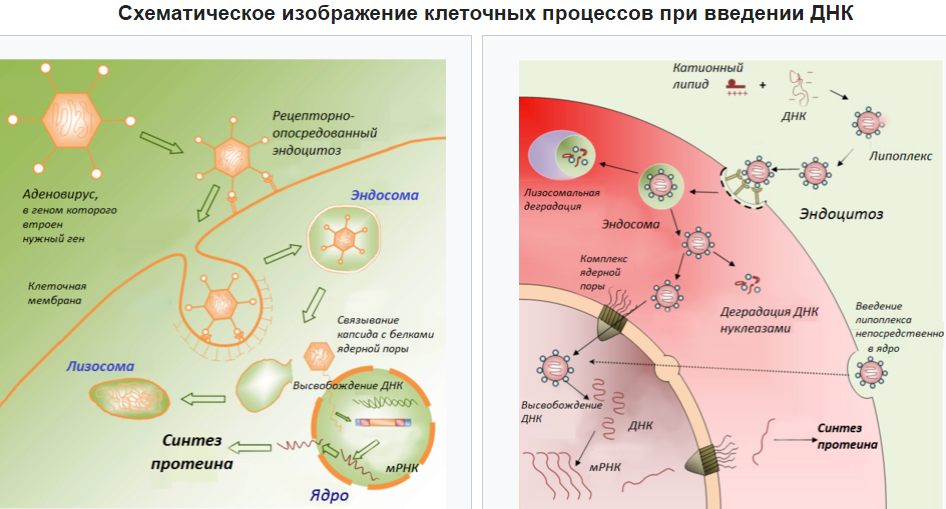 Схематическое изображение клеточных процессов при введении ДНК
Рецепторно-
опосредованный
эндоцитоз
Аденовирус,
в геном которого
втроен
нужный ген
Эндосома
Клеточная
мембрана
Связывание
капсида с белками
ядерной поры
Лизосома
Высвобождение ДНК
Синтез
протеина
мРНК
Ядро
Катионный
липид
+
ДНК
Липоплекс
Лизосомальная
деградация
Эндосома
Эндоцитоз
Комплекс
ядерной
поры
Деградация ДНК
нуклеазами
Введение
липоплекса
непосредственно
в ядро
Высвобождение
ДНК
ДНК
мРНК
Синтез
протеина